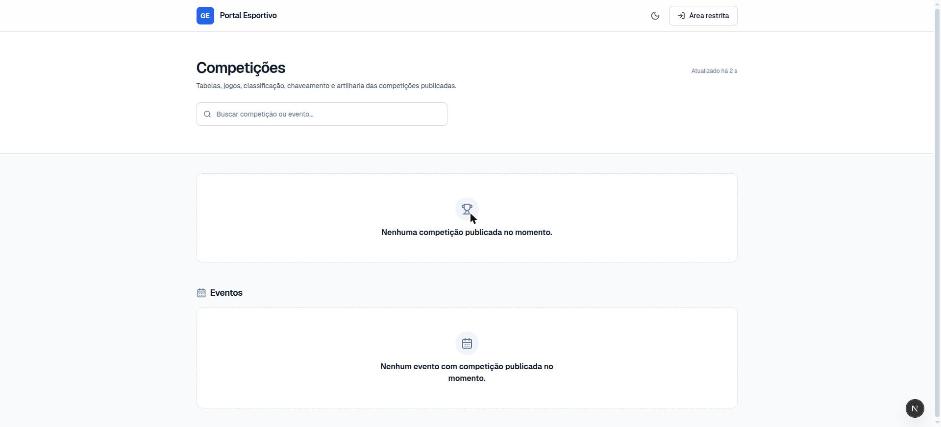 GE Portal Esportivo
Área restrita
Competições
Atualizado há 2 s
Tabelas, jogos, classificação, chaveamento e artilharia das competições publicadas.
Buscar competição ou evento...
Nenhuma competição publicada no momento.
Eventos
Nenhum evento com competição publicada no
momento.
N